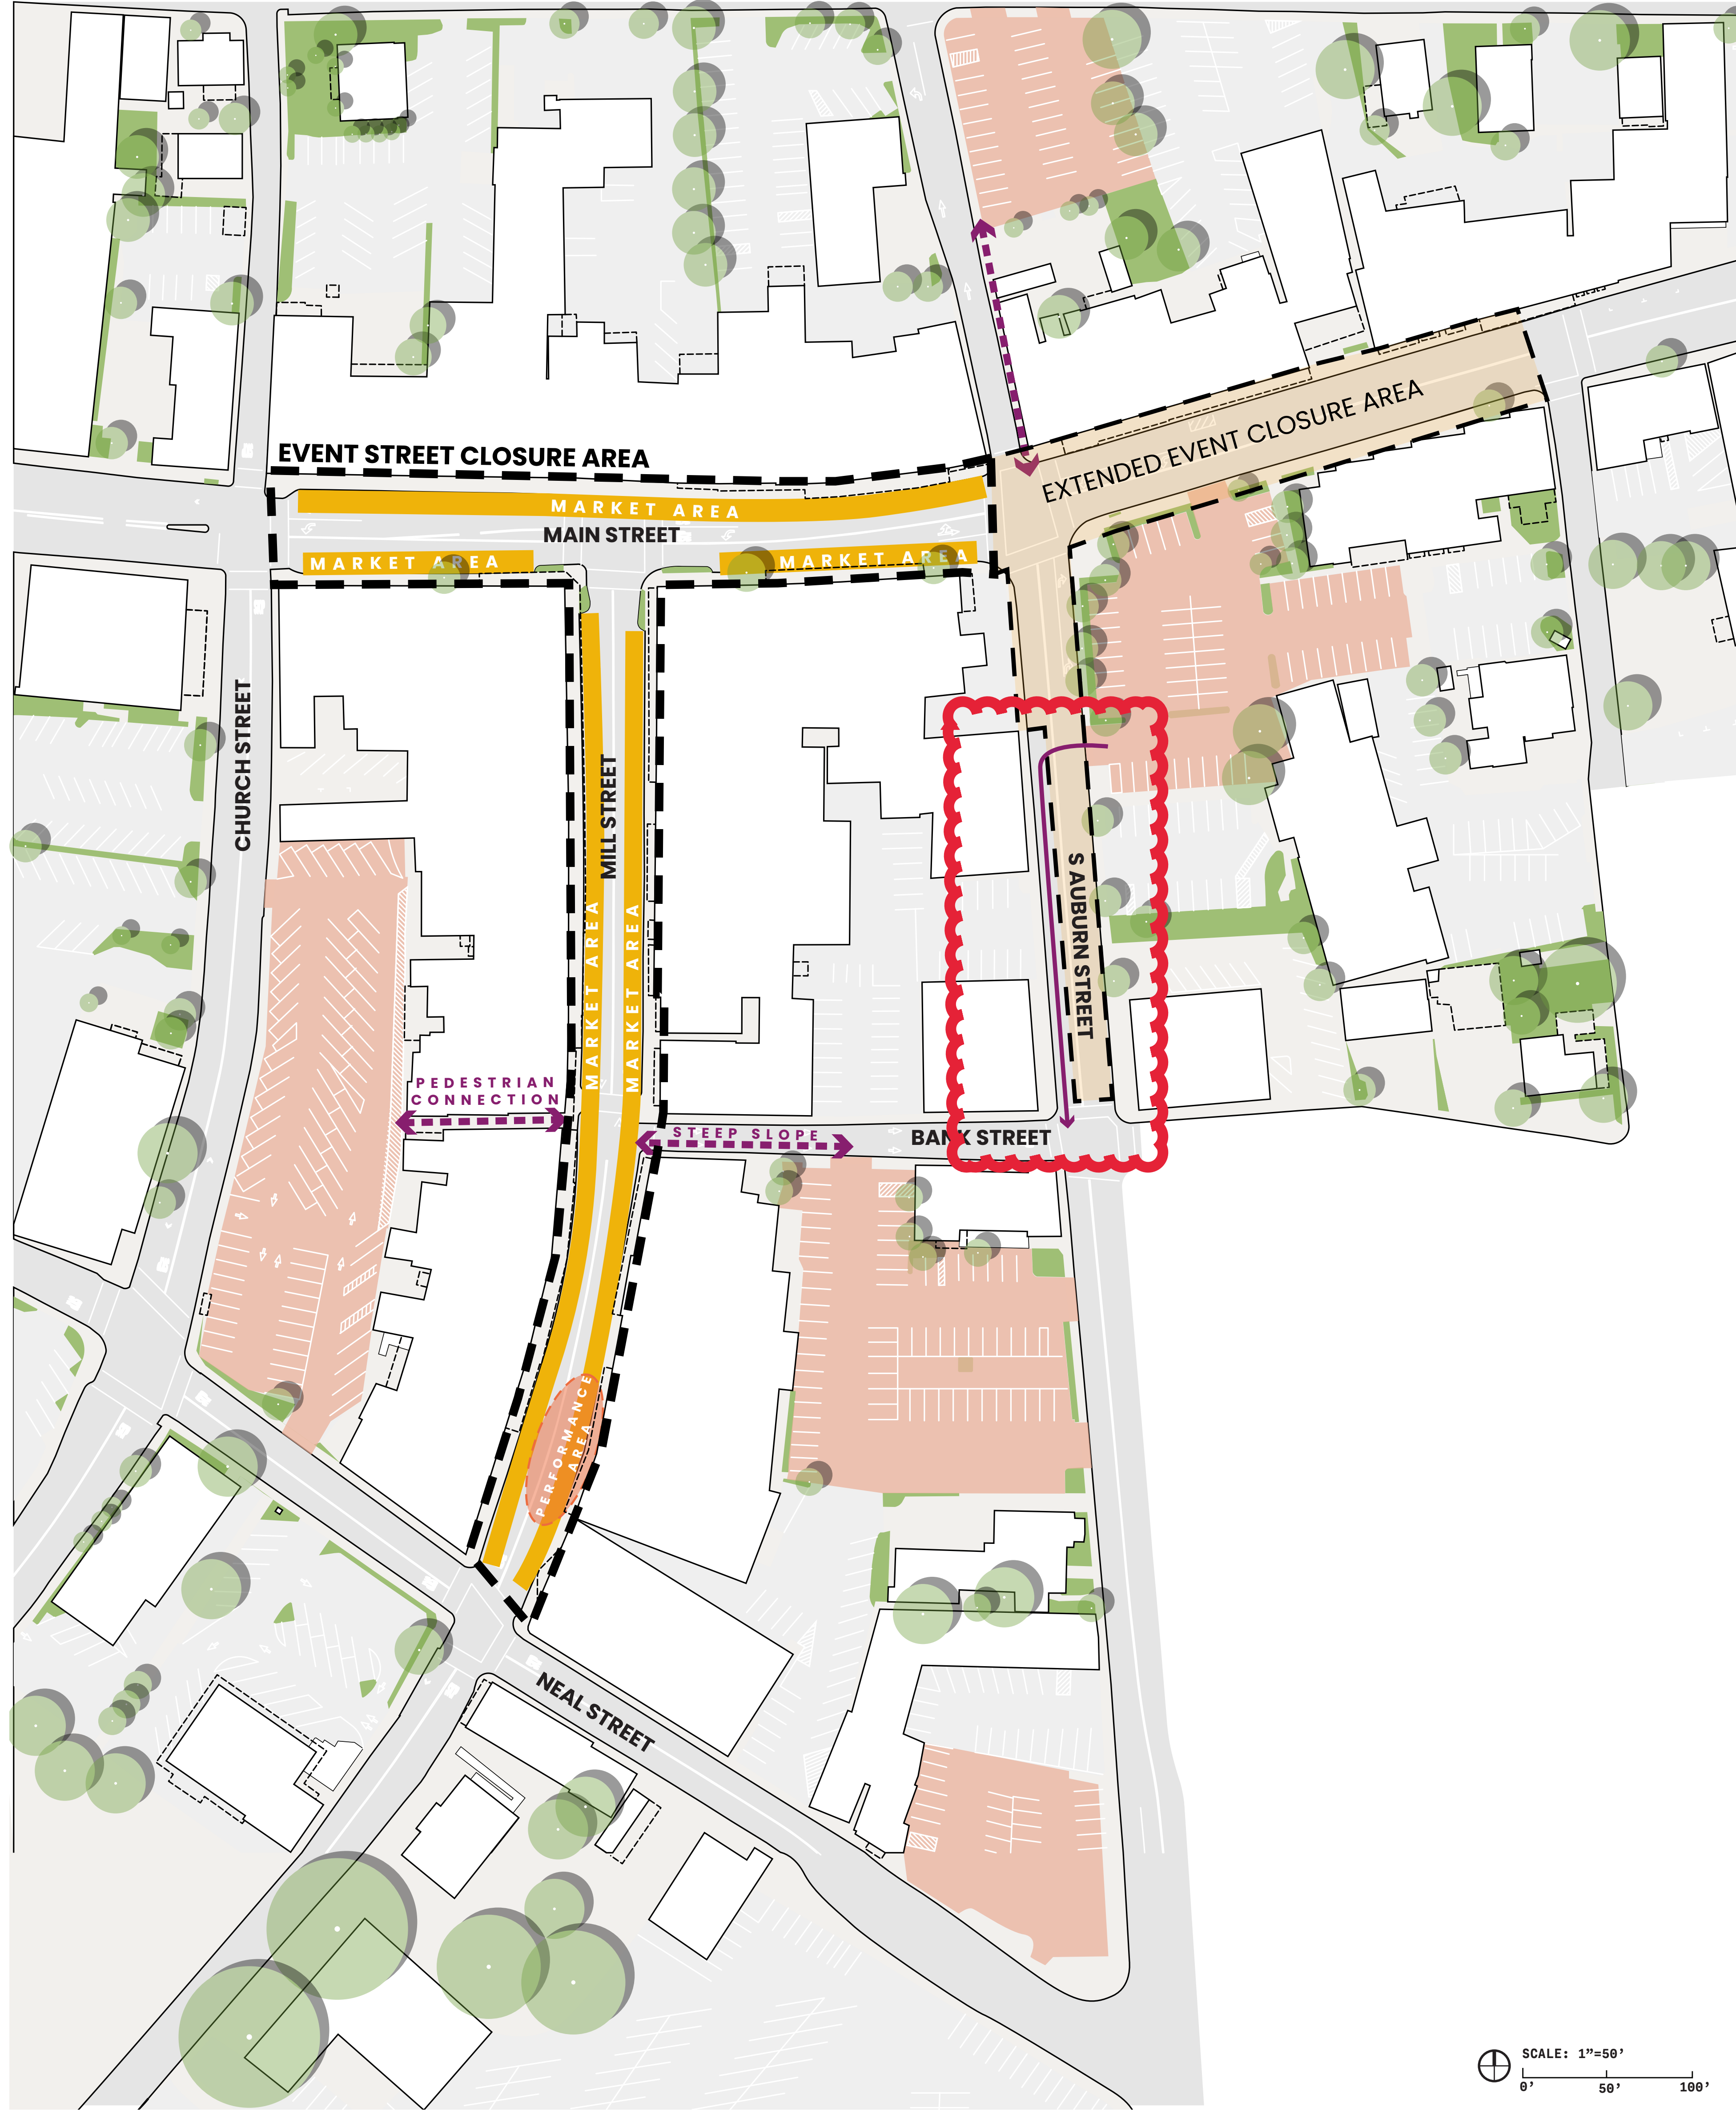 EVENT STREET CLOSURE AREA
EXTENDED EVENT CLOSURE AREA
MARKET AREA
MAIN STREET
MARKET AREA
MARKET AREA
CHURCH STREET
MILL STREET
MARKET AREA
MARKET AREA
S AUBURN STREET
PEDESTRIAN
CONNECTION
STEEP SLOPE
BANK STREET
PERFORMANCE
AREA
NEAL STREET
SCALE: 1”=50’
0’ 50’ 100’